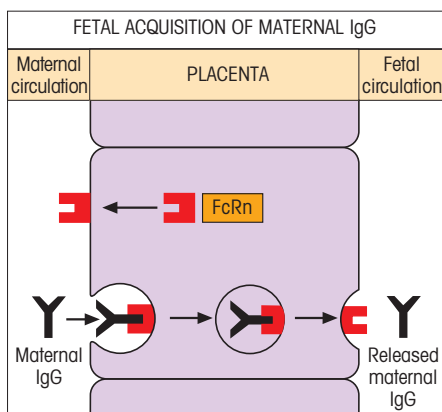 FETAL ACQUISITION OF MATERNAL IgG
Maternal
circulation
PLACENTA
Fetal
circulation
FcRn
Maternal
IgG
Released
maternal
IgG